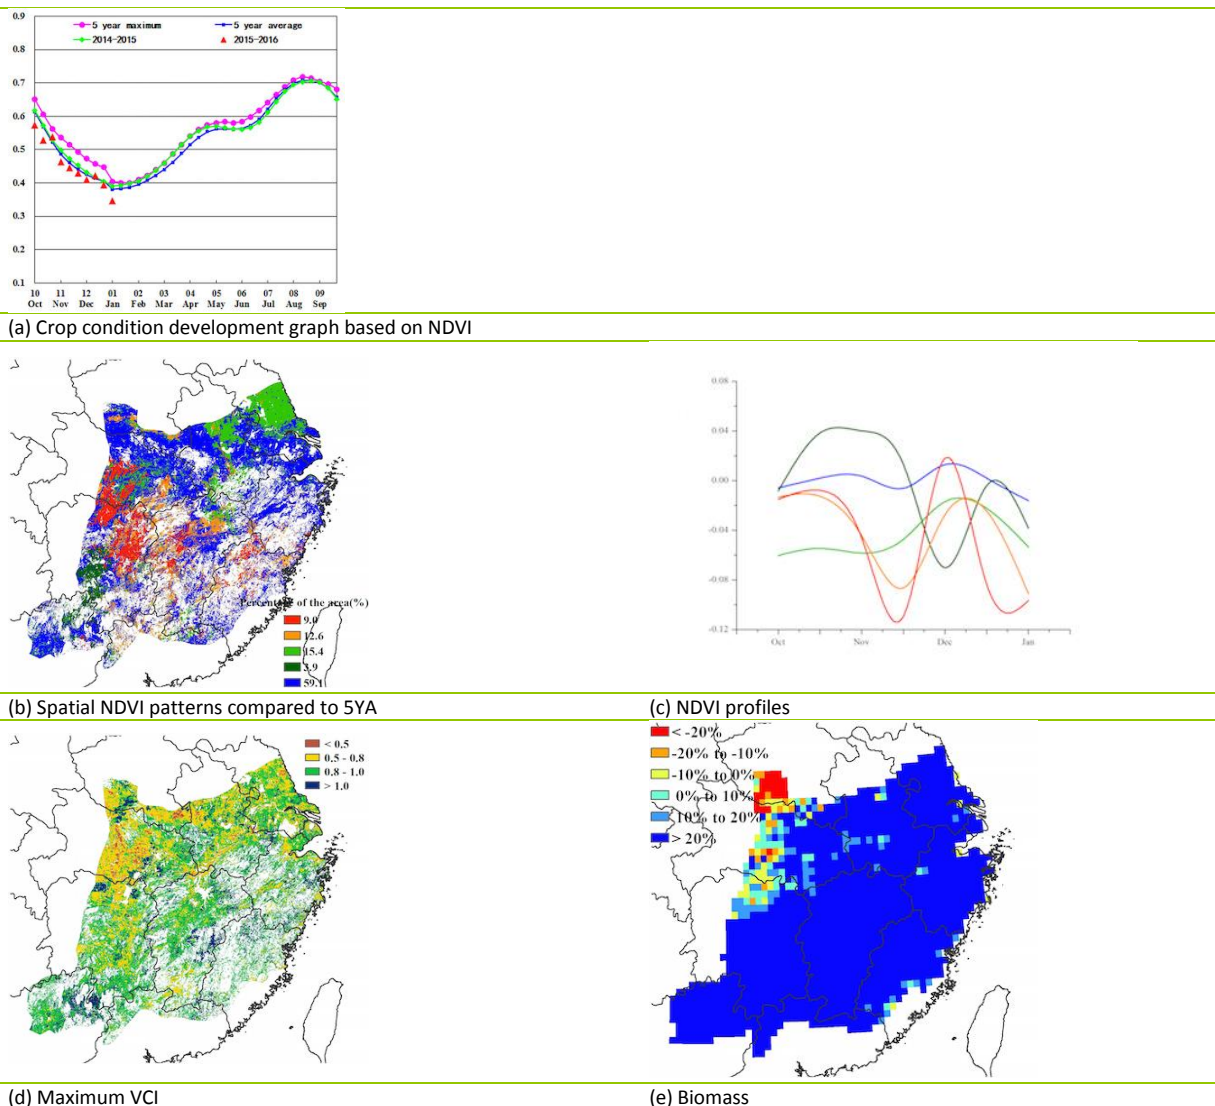 0.9
5 year maximum
5 year average
2014-2015
2015-2016
0.8
0.7
0.6
0.5
0.4
0.3
0.2
0.1
10 11 12 01 02 03 04 05 06 07 08 09
Oct Nov Dec Jan Feb Mar Apr May Jun Jul Aug Sep
(a) Crop condition development graph based on NDVI
Percentage of the area(%)
9.0
12.6
15.4
3.9
59.1
0.08
0.04
0.00
-0.04
-0.08
-0.12
Oct Nov Dec Jan
(b) Spatial NDVI patterns compared to 5YA
(c) NDVI profiles
< 0.5
0.5 - 0.8
0.8 - 1.0
> 1.0
< -20%
-20% to -10%
-10% to 0%
0% to 10%
10% to 20%
> 20%
(d) Maximum VCI
(e) Biomass